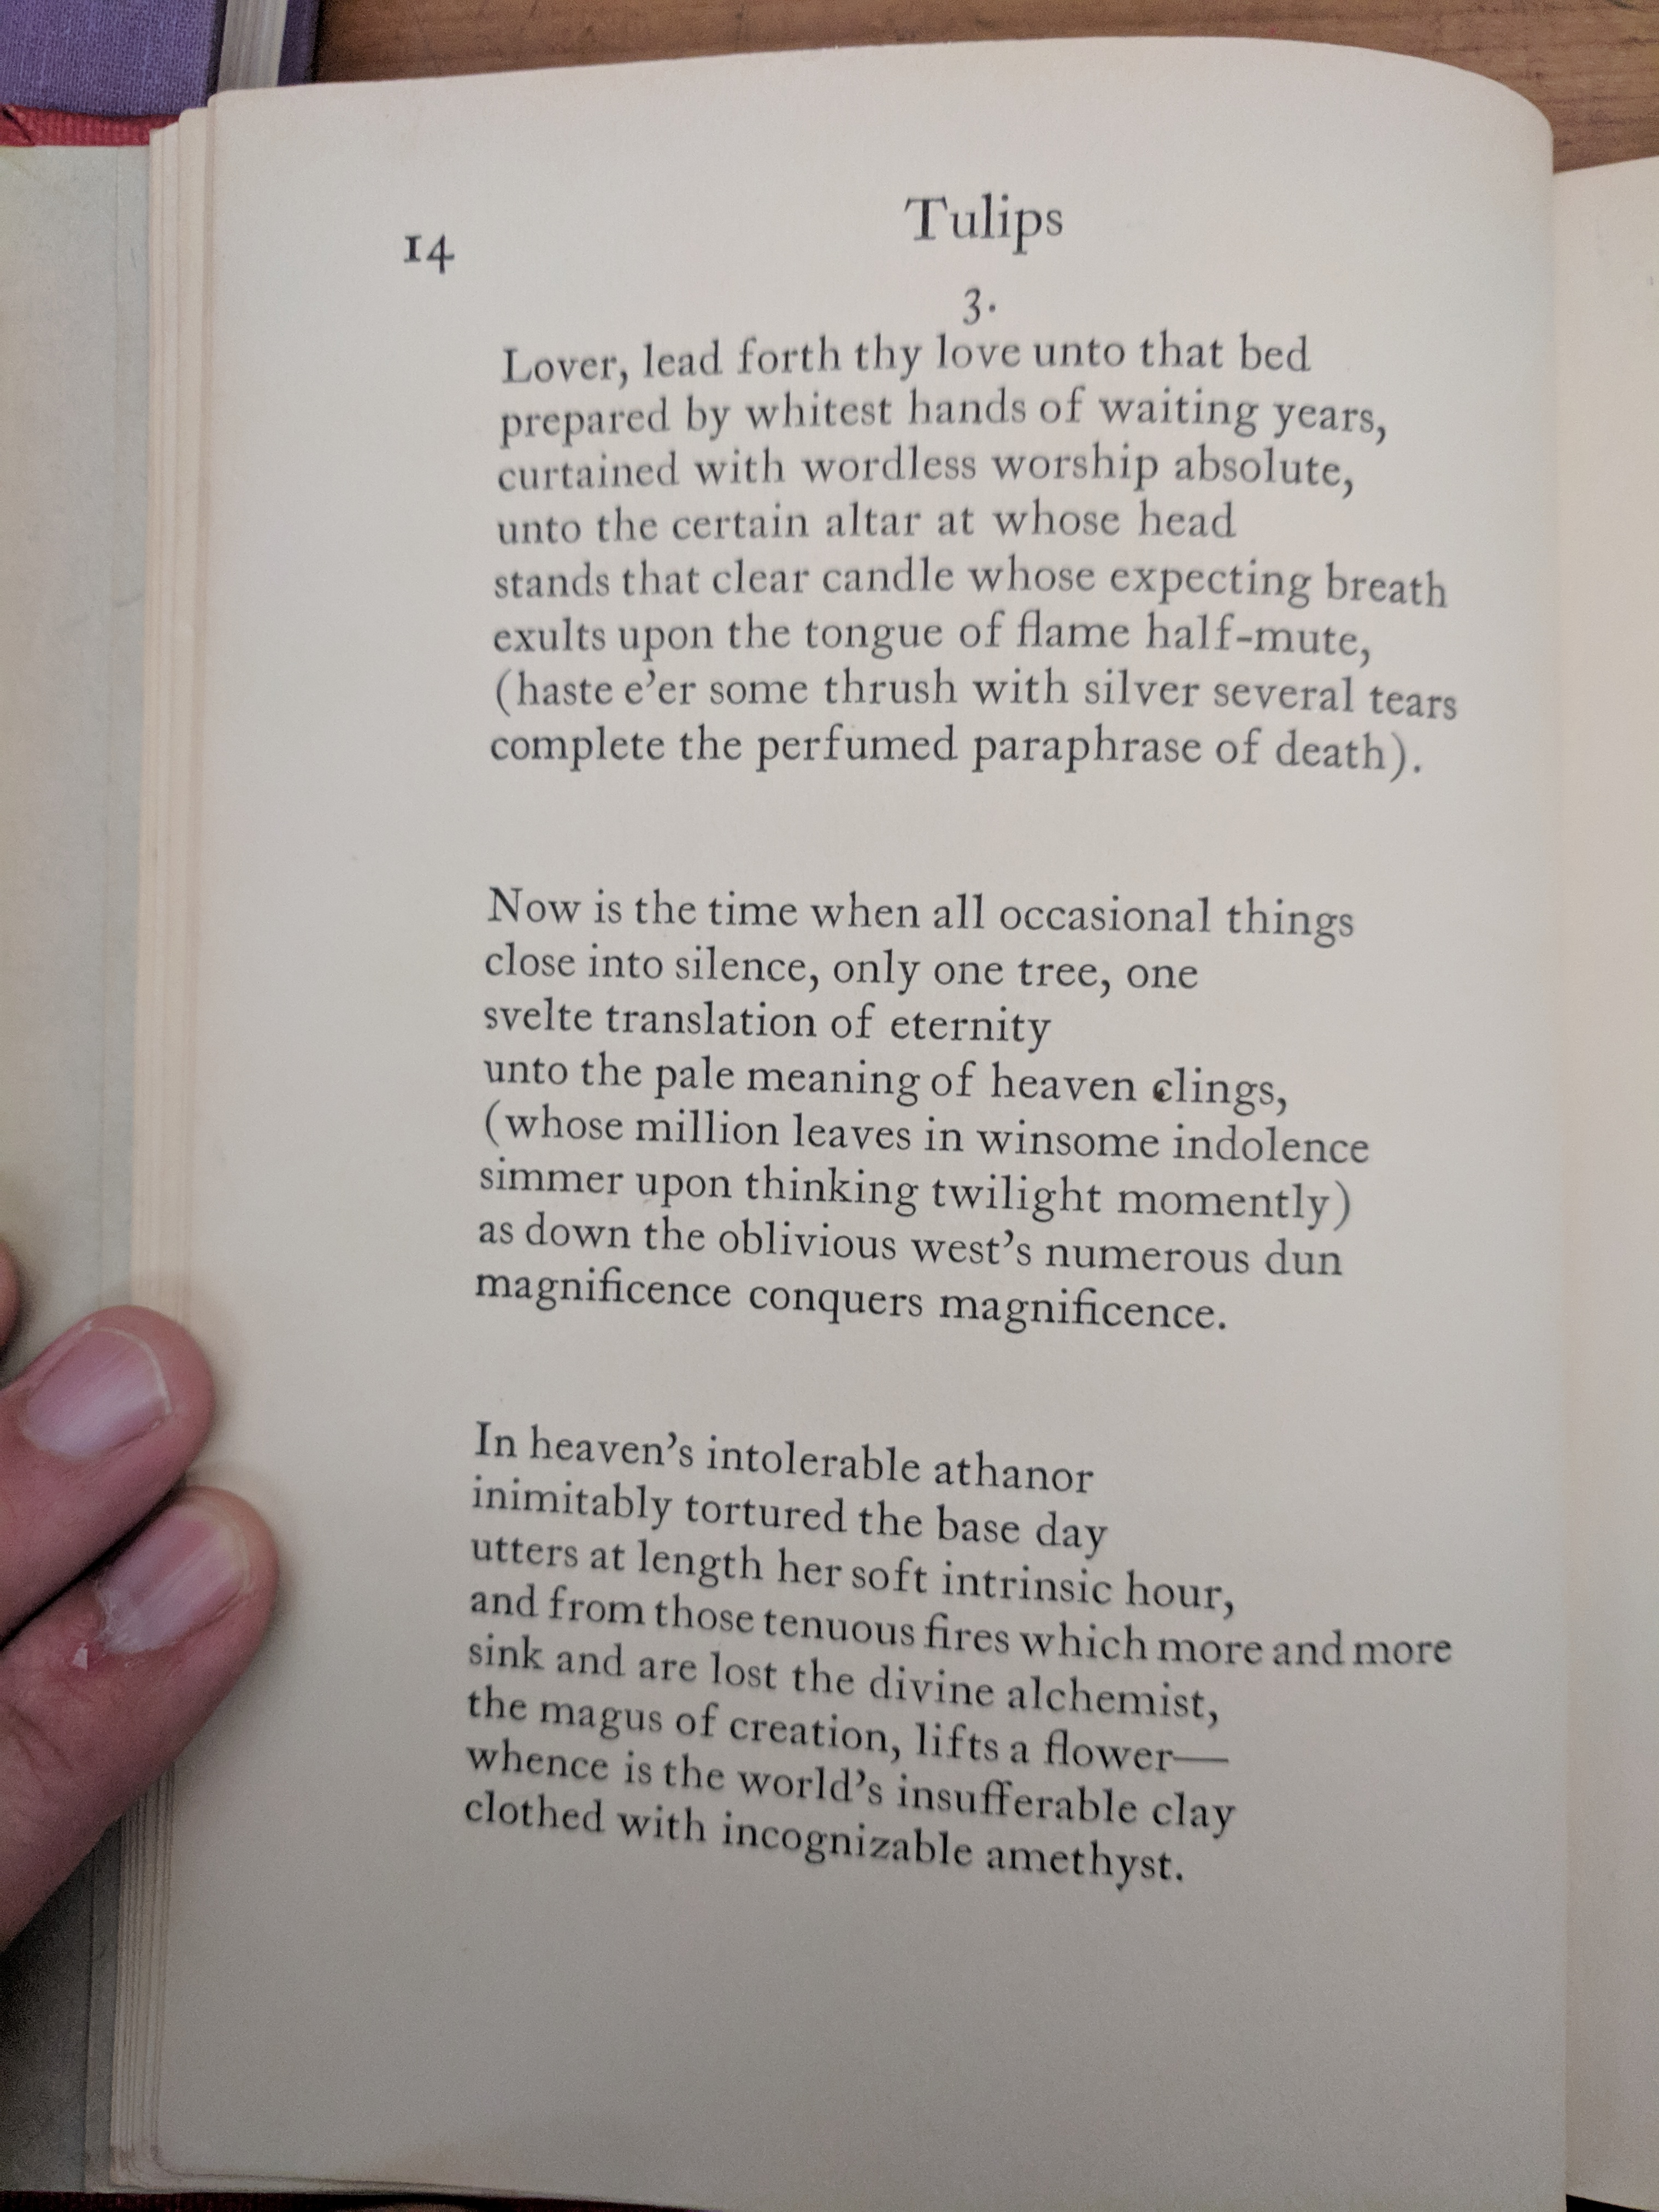 14
Tulips
3.
Lover, lead forth thy love unto that bed
prepared by whitest hands of waiting years,
curtained with wordless worship absolute,
unto the certain altar at whose head
stands that clear candle whose expecting breath
exults upon the tongue of flame half-mute,
(haste e’er some thrush with silver several tears
complete the perfumed paraphrase of death).
Now is the time when all occasional things
close into silence, only one tree, one
svelte translation of eternity
unto the pale meaning of heaven clings,
(whose million leaves in winsome indolence
simmer upon thinking twilight momently)
as down the oblivious west’s numerous dun
magnificence conquers magnificence.
In heaven’s intolerable athanor
inimitably tortured the base day
utters at length her soft intrinsic hour,
and from those tenuous fires which more and more
sink and are lost the divine alchemist,
the magus of creation, lifts a flower—
whence is the world’s insufferable clay
clothed with incognizable amethyst.